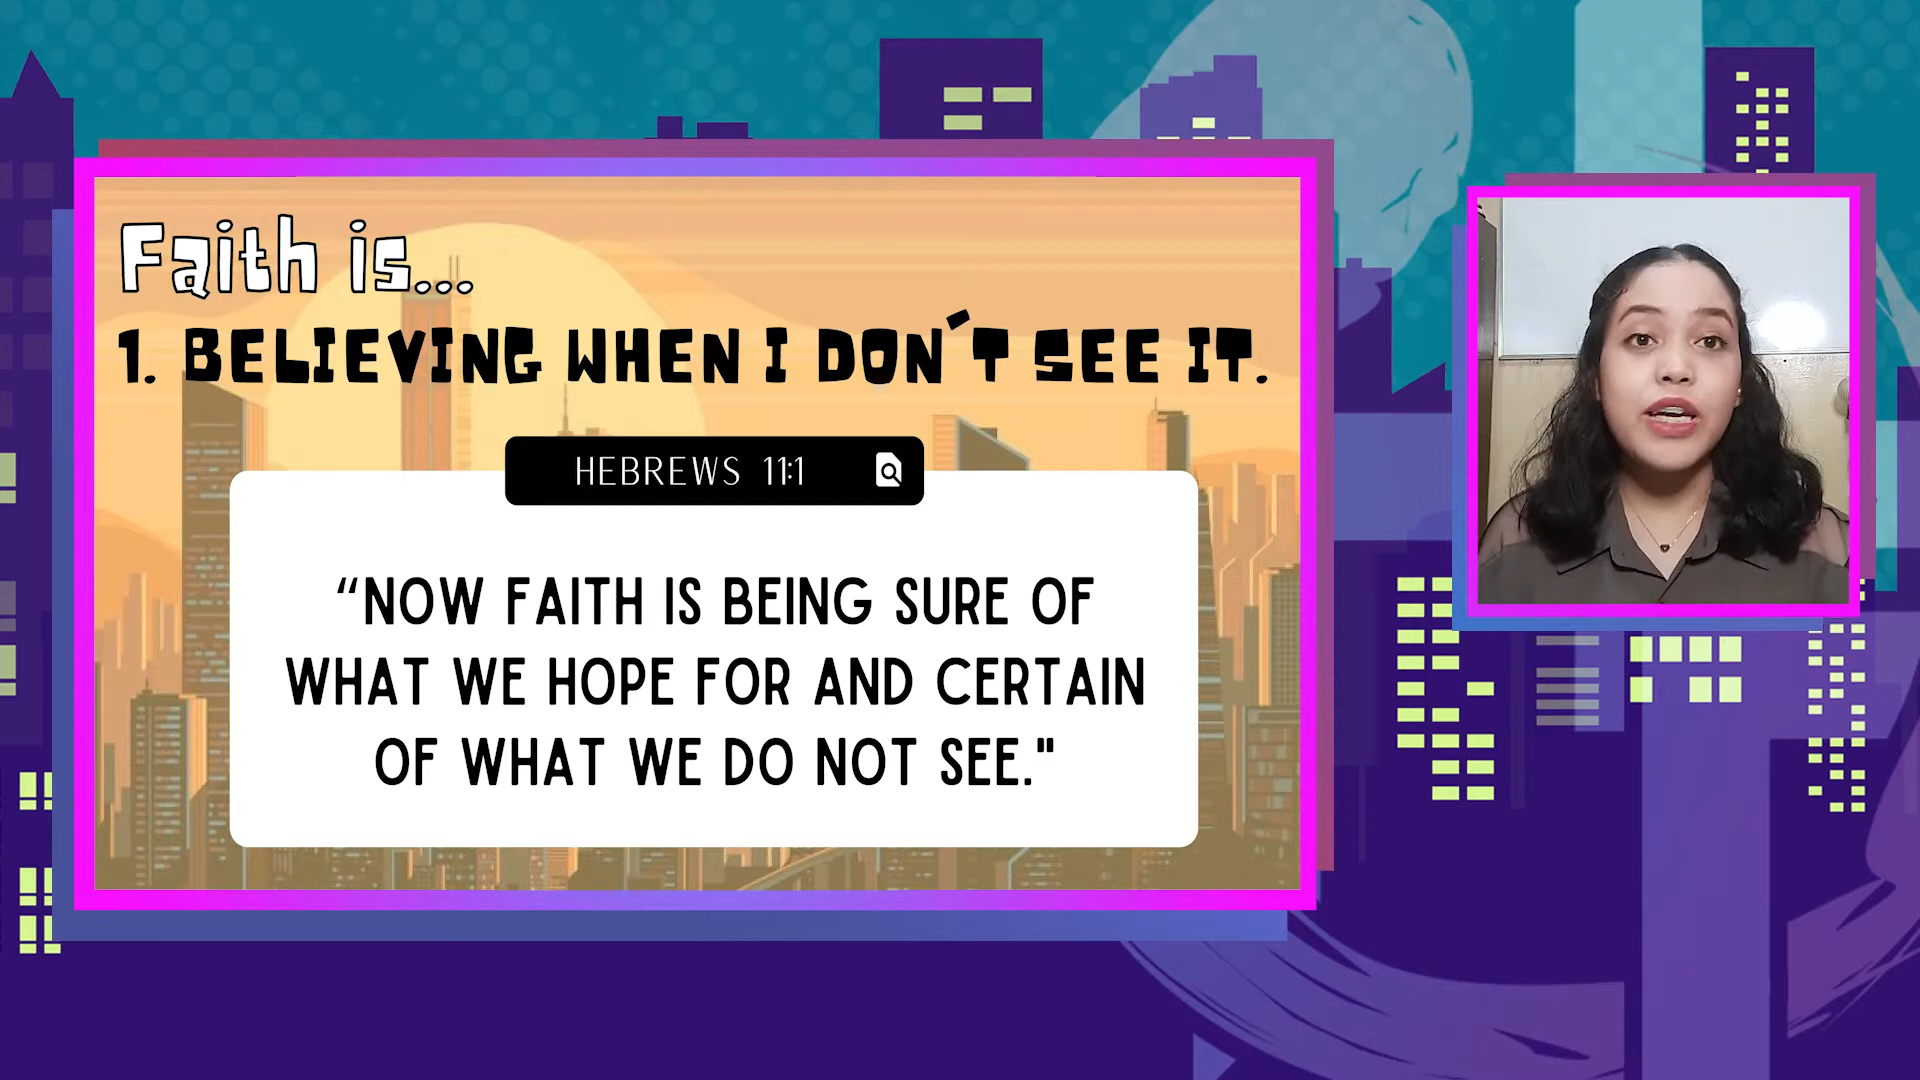 Faith is...
1. BELIEVING WHEN I DON´T SEE IT.
HEBREWS 11:1
“NOW FAITH IS BEING SURE OF
WHAT WE HOPE FOR AND CERTAIN
OF WHAT WE DO NOT SEE."